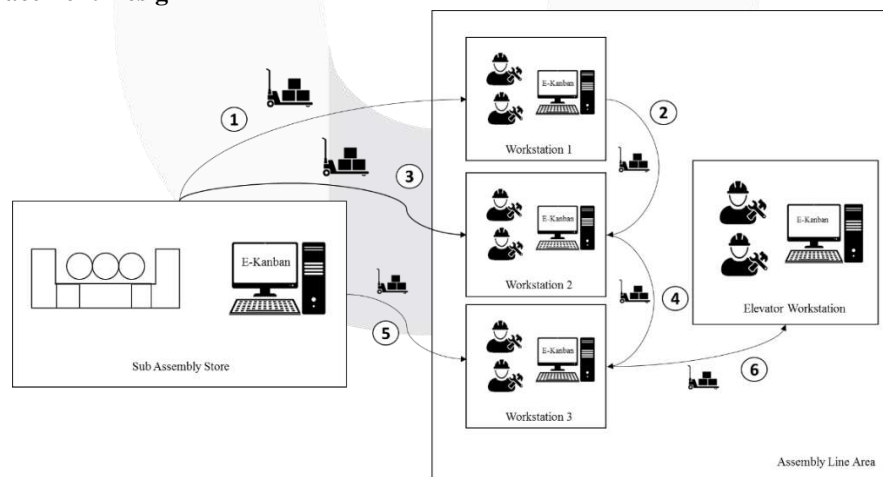 E-Kanban
Workstation 1
1
2
3
E-Kanban
Workstation 2
E-Kanban
Sub Assembly Store
4
5
E-Kanban
Workstation 3
E-Kanban
Elevator Workstation
6
Assembly Line Area